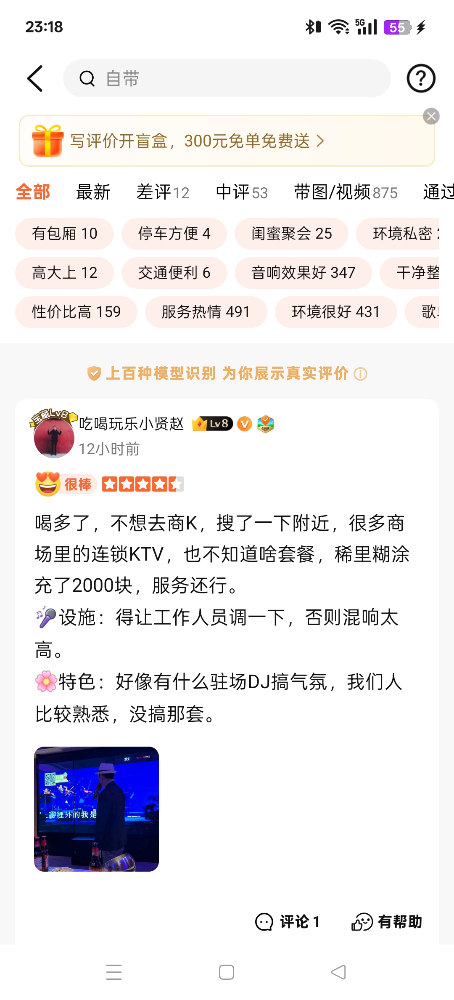 23:18
5G
55
自带
写评价开盲盒，300元免单免费送
全部 最新 差评12 中评53 带图/视频875 通过
有包厢 10 停车方便 4 闺蜜聚会 25 环境私密
高大上 12 交通便利 6 音响效果好 347 干净整
性价比高 159 服务热情 491 环境很好 431 歌
上百种模型识别 为你展示真实评价
宝藏Lv8
吃喝玩乐小贤赵 Lv8 V
12小时前
很棒
喝多了，不想去商K，搜了一下附近，很多商
场里的连锁KTV，也不知道啥套餐，稀里糊涂
充了2000块，服务还行。
设施：得让工作人员调一下，否则混响太
高。
特色：好像有什么驻场DJ搞气氛，我们人
比较熟悉，没搞那套。
夢裡外的我是
评论 1 有帮助